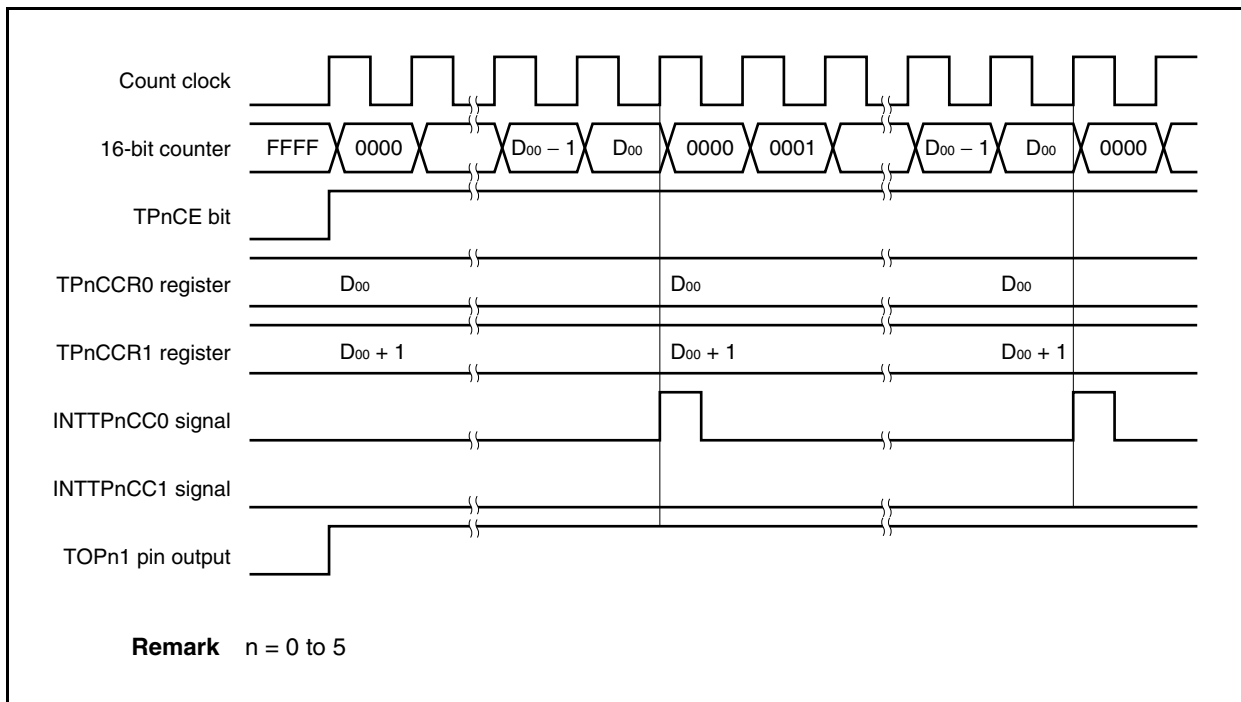 Count clock
16-bit counter FFFF 0000 D00 − 1 D00 0000 0001 D00 − 1 D00 0000
TPnCE bit
TPnCCR0 register D00 D00 D00
TPnCCR1 register D00 + 1 D00 + 1 D00 + 1
INTTPnCC0 signal
INTTPnCC1 signal
TOPn1 pin output
Remark n = 0 to 5